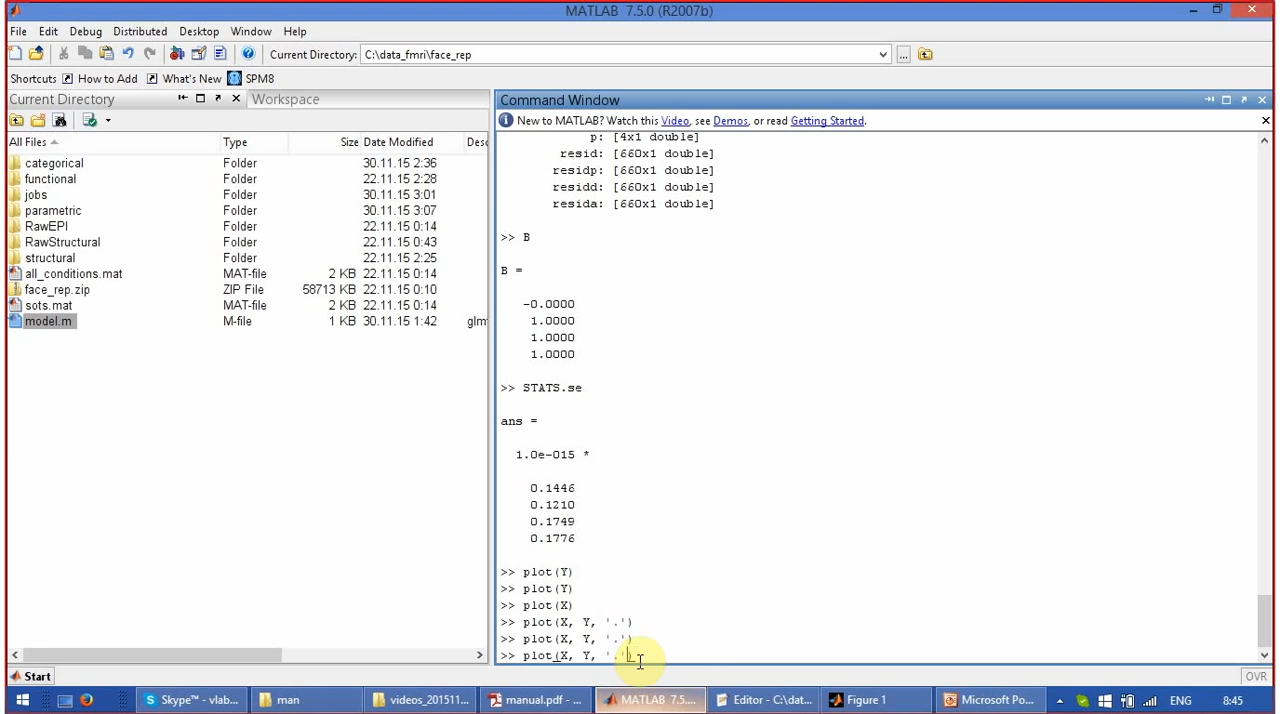 MATLAB 7.5.0 (R2007b)
File Edit Debug Distributed Desktop Window Help
Current Directory: C:\data_fmri\face_rep ...
Shortcuts How to Add What's New SPM8
Current Directory Workspace
All Files Type Size Date Modified Desc
categorical Folder 30.11.15 2:36
functional Folder 22.11.15 2:28
jobs Folder 30.11.15 3:01
parametric Folder 30.11.15 3:07
RawEPI Folder 22.11.15 0:14
RawStructural Folder 22.11.15 0:43
structural Folder 22.11.15 2:25
all_conditions.mat MAT-file 2 KB 22.11.15 0:14
face_rep.zip ZIP File 58713 KB 22.11.15 0:10
sots.mat MAT-file 2 KB 22.11.15 0:14
model.m M-file 1 KB 30.11.15 1:42 glm
Command Window
New to MATLAB? Watch this Video, see Demos, or read Getting Started.
p: [4x1 double]
resid: [660x1 double]
residp: [660x1 double]
residd: [660x1 double]
resida: [660x1 double]
>> B
B =
-0.0000
1.0000
1.0000
1.0000
>> STATS.se
ans =
1.0e-015 *
0.1446
0.1210
0.1749
0.1776
>> plot(Y)
>> plot(Y)
>> plot(X)
>> plot(X, Y, '.')
>> plot(X, Y, '.')
>> plot(X, Y, '.')
Start OVR
Skype™ - vlab... man videos_201511... manual.pdf - ... MATLAB 7.5.... Editor - C:\dat... Figure 1 Microsoft Po... ENG 8:45